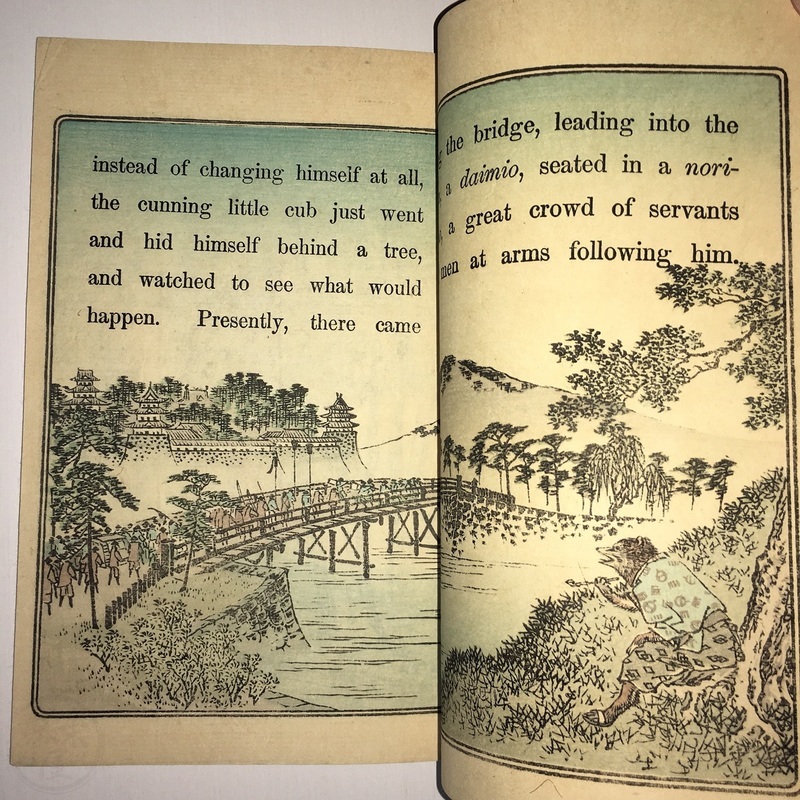 instead of changing himself at all,
the cunning little cub just went
and hid himself behind a tree,
and watched to see what would
happen. Presently, there came
the bridge, leading into the
a daimio, seated in a nori-
a great crowd of servants
men at arms following him.